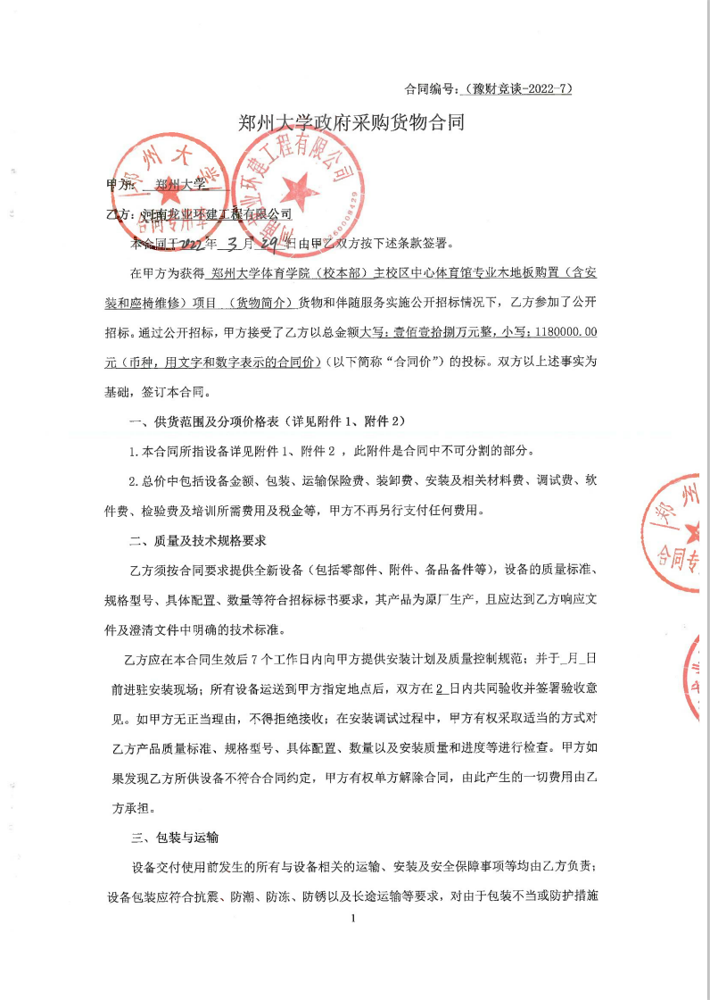 合同编号：（豫财竞谈-2022-7）
郑州大学政府采购货物合同
甲方： 郑州大学
乙方：河南龙业环建工程有限公司
本合同于2022年 3 月 29 日由甲乙双方按下述条款签署。
在甲方为获得 郑州大学体育学院（校本部）主校区中心体育馆专业木地板购置（含安
装和座椅维修）项目 （货物简介）货物和伴随服务实施公开招标情况下，乙方参加了公开
招标。通过公开招标，甲方接受了乙方以总金额大写：壹佰壹拾捌万元整，小写：1180000.00
元（币种，用文字和数字表示的合同价）（以下简称“合同价”）的投标。双方以上述事实为
基础，签订本合同。
一、供货范围及分项价格表（详见附件1、附件2）
1.本合同所指设备详见附件1、附件2 ，此附件是合同中不可分割的部分。
2.总价中包括设备金额、包装、运输保险费、装卸费、安装及相关材料费、调试费、软
件费、检验费及培训所需费用及税金等，甲方不再另行支付任何费用。
二、质量及技术规格要求
乙方须按合同要求提供全新设备（包括零部件、附件、备品备件等），设备的质量标准、
规格型号、具体配置、数量等符合招标标书要求，其产品为原厂生产，且应达到乙方响应文
件及澄清文件中明确的技术标准。
乙方应在本合同生效后7个工作日内向甲方提供安装计划及质量控制规范；并于_月_日
前进驻安装现场；所有设备运送到甲方指定地点后，双方在2 日内共同验收并签署验收意
见。如甲方无正当理由，不得拒绝接收；在安装调试过程中，甲方有权采取适当的方式对
乙方产品质量标准、规格型号、具体配置、数量以及安装质量和进度等进行检查。甲方如
果发现乙方所供设备不符合合同约定，甲方有权单方解除合同，由此产生的一切费用由乙
方承担。
三、包装与运输
设备交付使用前发生的所有与设备相关的运输、安装及安全保障事项等均由乙方负责；
设备包装应符合抗震、防潮、防冻、防锈以及长途运输等要求，对由于包装不当或防护措施
1
郑州大学
合同专用章
河南龙业环建工程有限公司
郑州
合同专